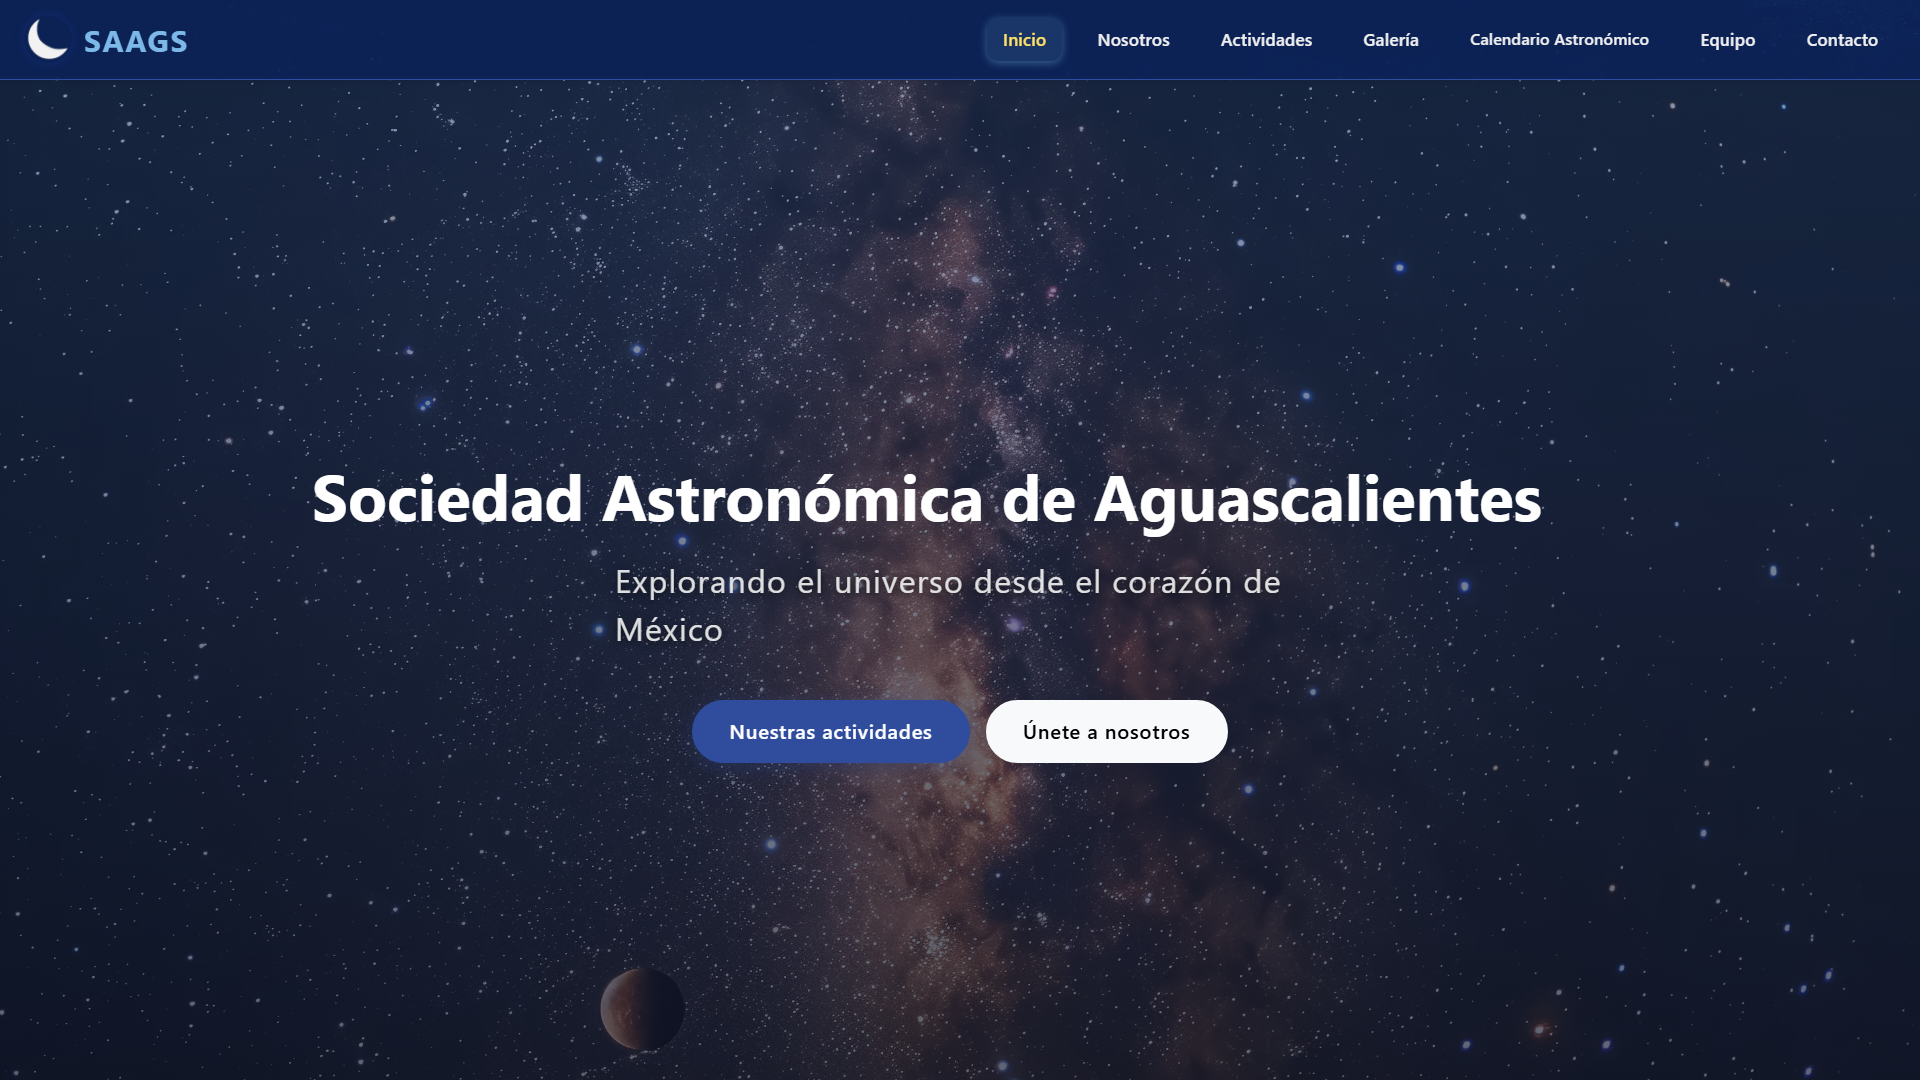 SAAGS
Inicio
Nosotros
Actividades
Galería
Calendario Astronómico
Equipo
Contacto
Sociedad Astronómica de Aguascalientes
Explorando el universo desde el corazón de
México
Nuestras actividades
Únete a nosotros